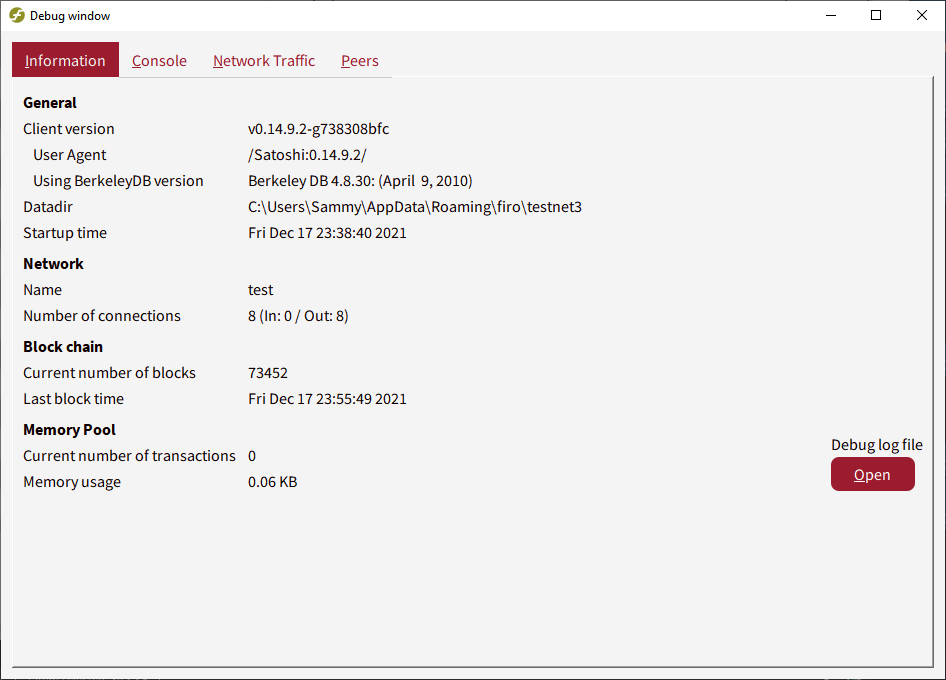 Debug window
Information Console Network Traffic Peers
General
Client version v0.14.9.2-g738308bfc
User Agent /Satoshi:0.14.9.2/
Using BerkeleyDB version Berkeley DB 4.8.30: (April 9, 2010)
Datadir C:\Users\Sammy\AppData\Roaming\firo\testnet3
Startup time Fri Dec 17 23:38:40 2021
Network
Name test
Number of connections 8 (In: 0 / Out: 8)
Block chain
Current number of blocks 73452
Last block time Fri Dec 17 23:55:49 2021
Memory Pool
Current number of transactions 0
Memory usage 0.06 KB
Debug log file
Open